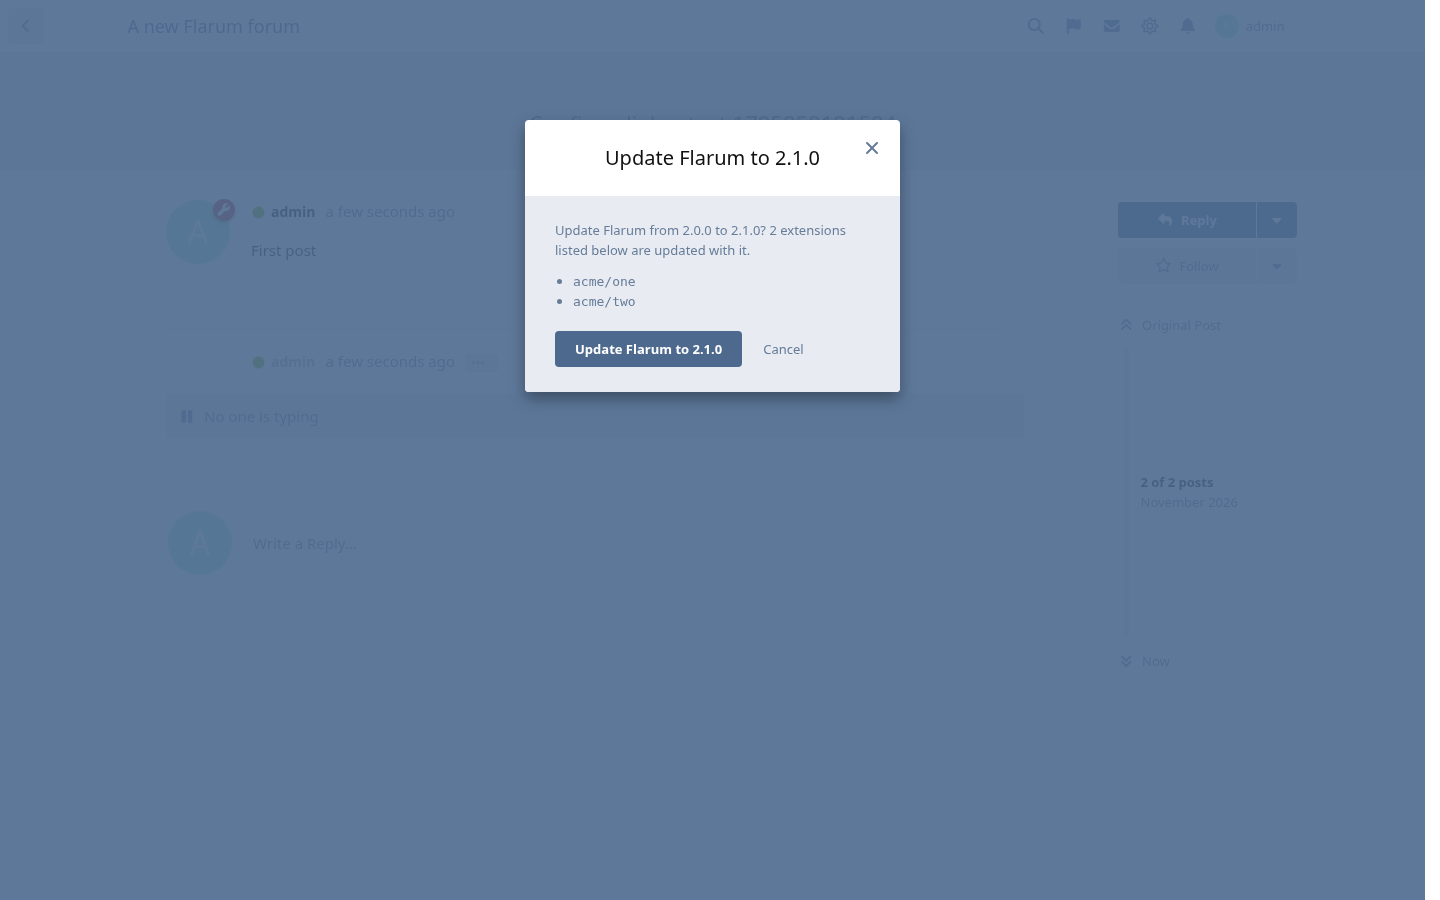 A new Flarum forum
admin
Update Flarum to 2.1.0
admin a few seconds ago
First post
Update Flarum from 2.0.0 to 2.1.0? 2 extensions
listed below are updated with it.
acme/one
acme/two
Update Flarum to 2.1.0 Cancel
Reply
Follow
Original Post
A
admin a few seconds ago
No one is typing
2 of 2 posts
November 2026
A
Write a Reply...
Now